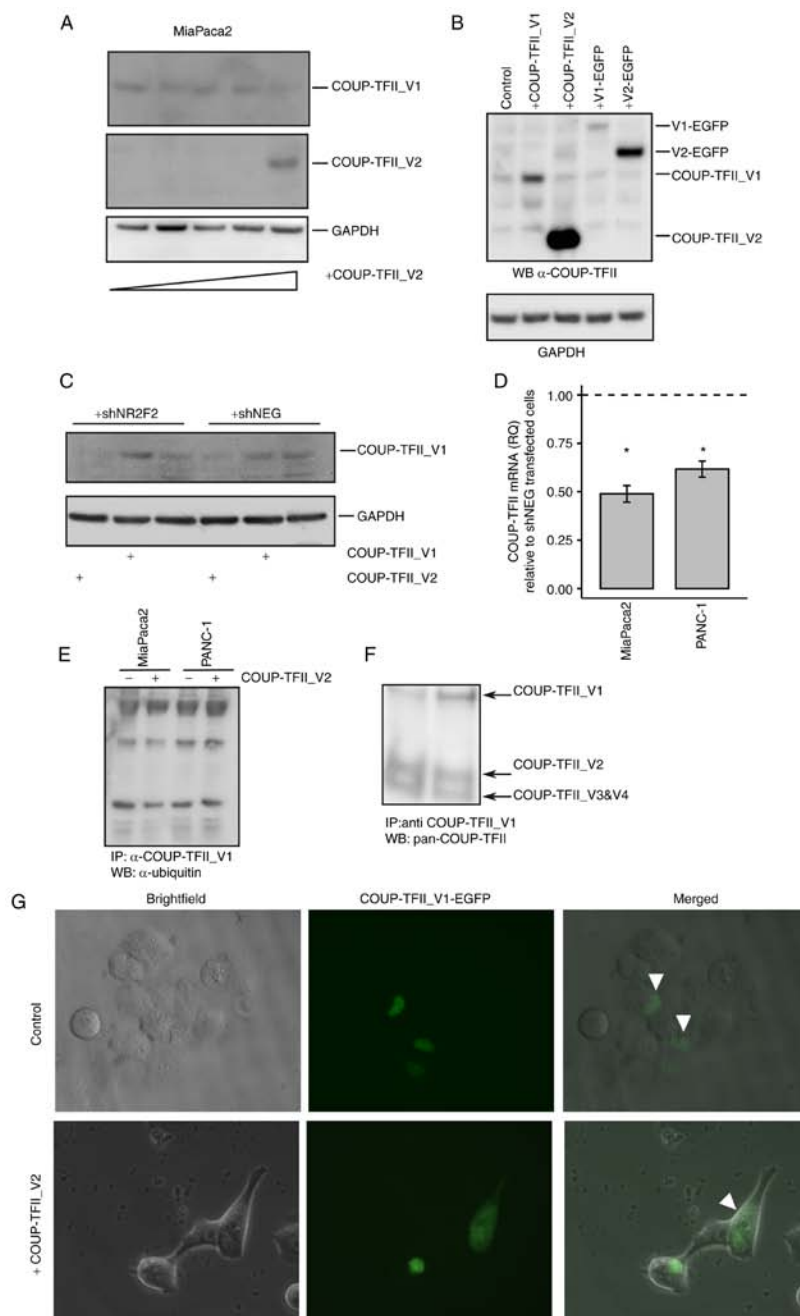 A
MiaPaca2
COUP-TFII_V1
COUP-TFII_V2
GAPDH
+COUP-TFII_V2
B
Control
+COUP-TFII_V1
+COUP-TFII_V2
+V1-EGFP
+V2-EGFP
V1-EGFP
V2-EGFP
COUP-TFII_V1
COUP-TFII_V2
WB α-COUP-TFII
GAPDH
C
+shNR2F2 +shNEG
COUP-TFII_V1
GAPDH
+ + COUP-TFII_V1
+ + COUP-TFII_V2
D
COUP-TFII mRNA (RQ)
relative to shNEG transfected cells
1.00
0.75
0.50
0.25
0.00
* *
MiaPaca2
PANC-1
E
MiaPaca2
PANC-1
– + – + COUP-TFII_V2
IP: α-COUP-TFII_V1
WB: α-ubiquitin
F
COUP-TFII_V1
COUP-TFII_V2
COUP-TFII_V3&V4
IP:anti COUP-TFII_V1
WB: pan-COUP-TFII
G
Brightfield COUP-TFII_V1-EGFP Merged
Control
+ COUP-TFII_V2